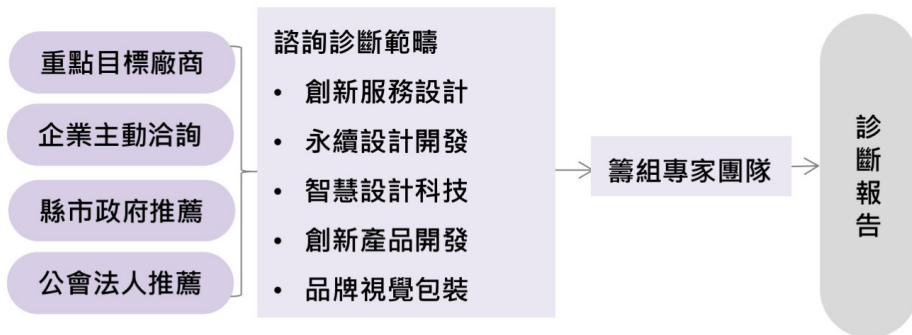 重點目標廠商
企業主動洽詢
縣市政府推薦
公會法人推薦
諮詢診斷範疇
• 創新服務設計
• 永續設計開發
• 智慧設計科技
• 創新產品開發
• 品牌視覺包裝
籌組專家團隊
診斷報告